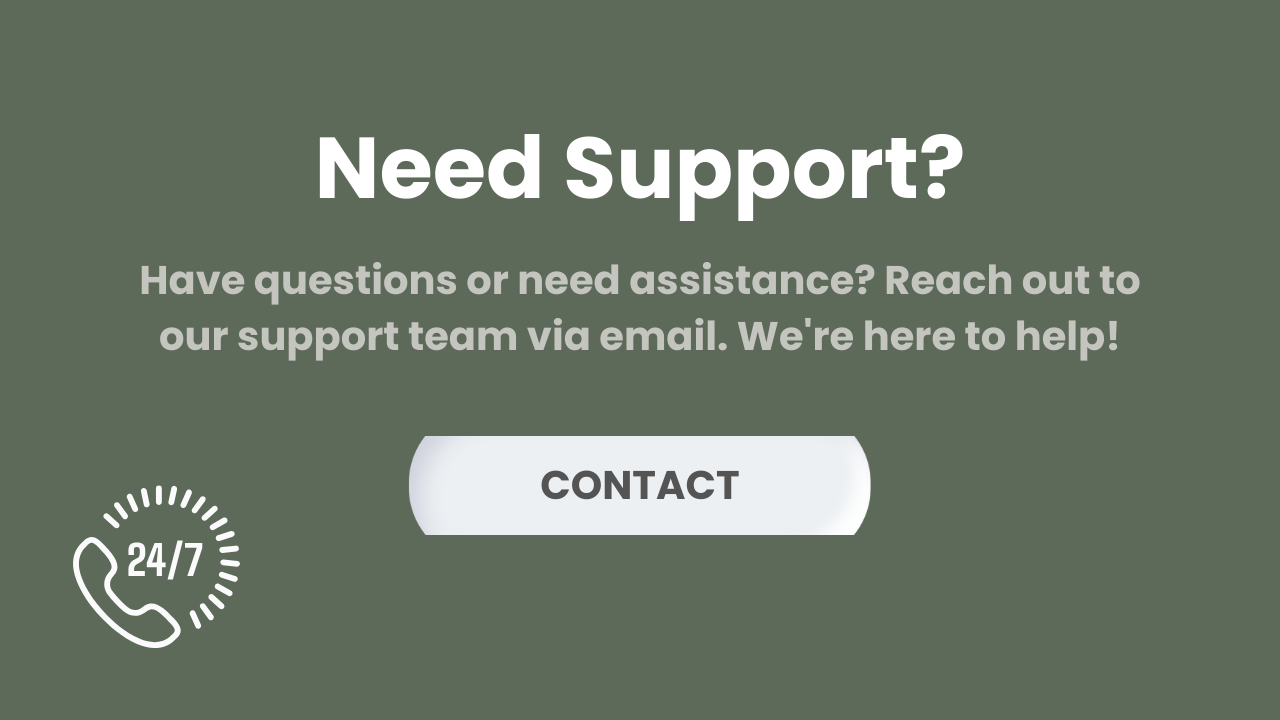 Need Support?
Have questions or need assistance? Reach out to
our support team via email. We're here to help!
CONTACT
24/7